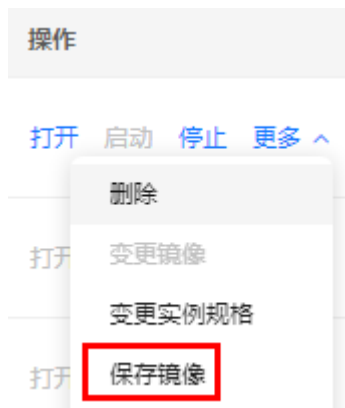 操作
打开 启动 停止 更多
删除
打开 变更镜像
变更实例规格
打开 保存镜像